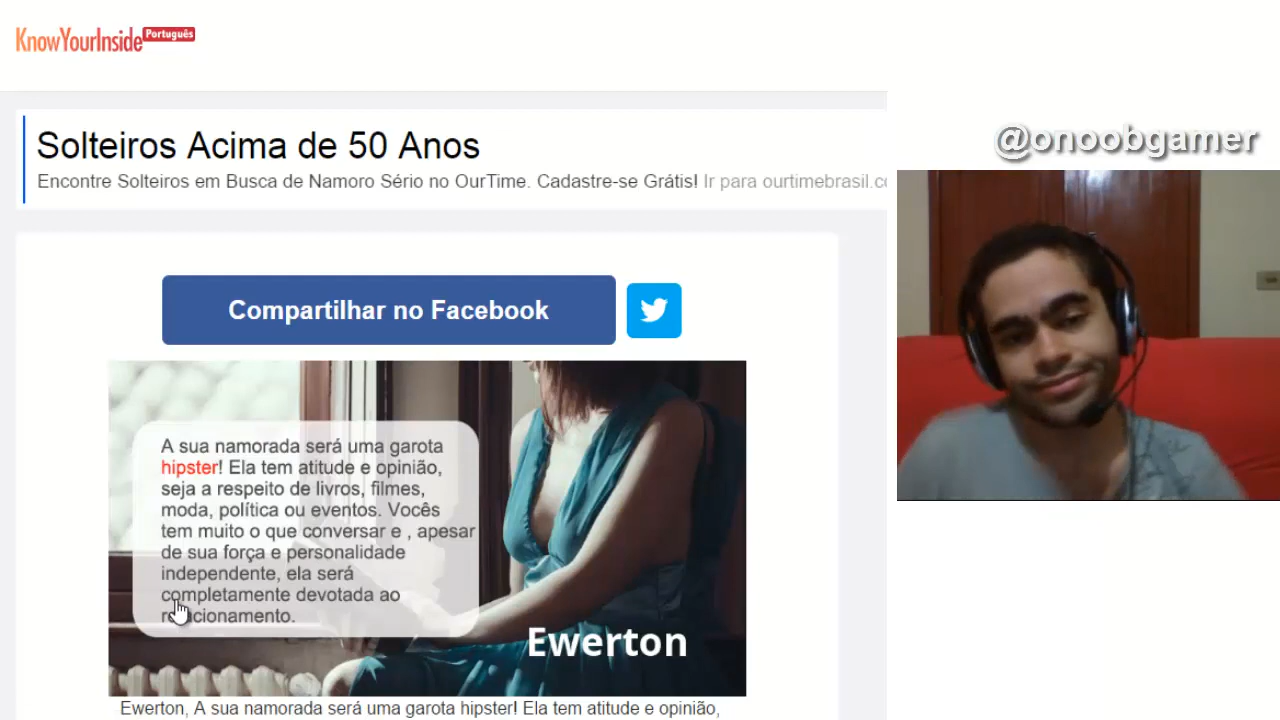 KnowYourInside Português
@onoobgamer
Solteiros Acima de 50 Anos
Encontre Solteiros em Busca de Namoro Sério no OurTime. Cadastre-se Grátis! Ir para ourtimebrasil.co
Compartilhar no Facebook
A sua namorada será uma garota
hipster! Ela tem atitude e opinião,
seja a respeito de livros, filmes,
moda, política ou eventos. Vocês
tem muito o que conversar e , apesar
de sua força e personalidade
independente, ela será
completamente devotada ao
relacionamento.
Ewerton
Ewerton, A sua namorada será uma garota hipster! Ela tem atitude e opinião,